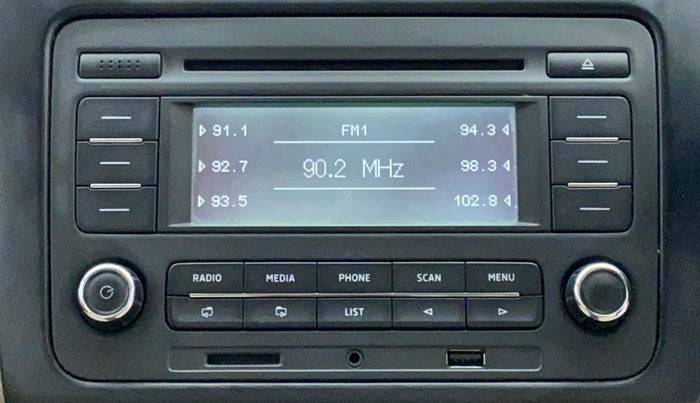 91.1 FM1 94.3
92.7 90.2 MHz 98.3
93.5 102.8
RADIO MEDIA PHONE SCAN MENU
LIST